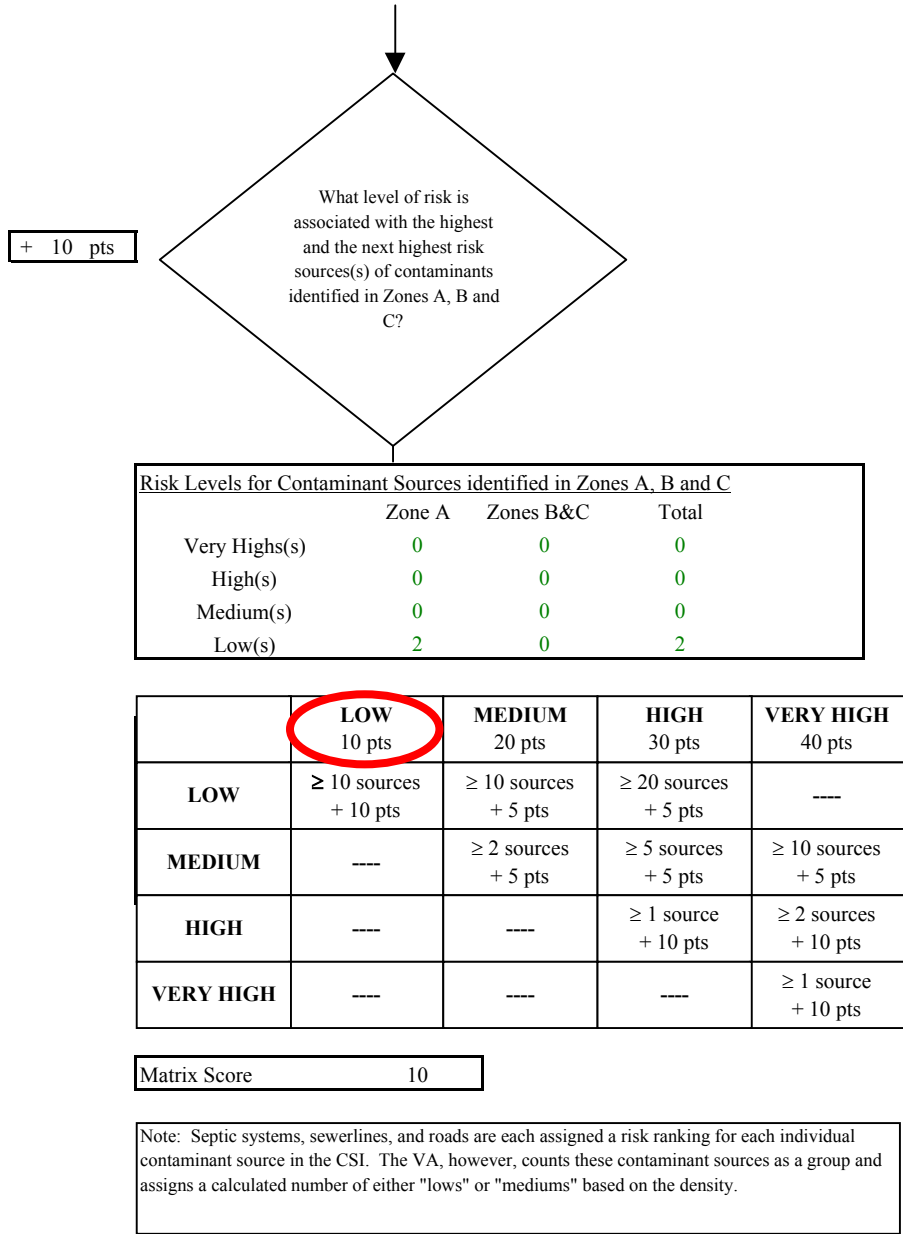 What level of risk is
associated with the highest
and the next highest risk
sources(s) of contaminants
identified in Zones A, B and
C?
+ 10 pts
Risk Levels for Contaminant Sources identified in Zones A, B and C
Zone A Zones B&C Total
Very Highs(s) 0 0 0
High(s) 0 0 0
Medium(s) 0 0 0
Low(s) 2 0 2
LOW MEDIUM HIGH VERY HIGH
10 pts 20 pts 30 pts 40 pts
LOW ≥ 10 sources ≥ 10 sources ≥ 20 sources ----
+ 10 pts + 5 pts + 5 pts
MEDIUM ---- ≥ 2 sources ≥ 5 sources ≥ 10 sources
+ 5 pts + 5 pts + 5 pts
HIGH ---- ---- ≥ 1 source ≥ 2 sources
+ 10 pts + 10 pts
VERY HIGH ---- ---- ---- ≥ 1 source
+ 10 pts
Matrix Score 10
Note: Septic systems, sewerlines, and roads are each assigned a risk ranking for each individual
contaminant source in the CSI. The VA, however, counts these contaminant sources as a group and
assigns a calculated number of either "lows" or "mediums" based on the density.